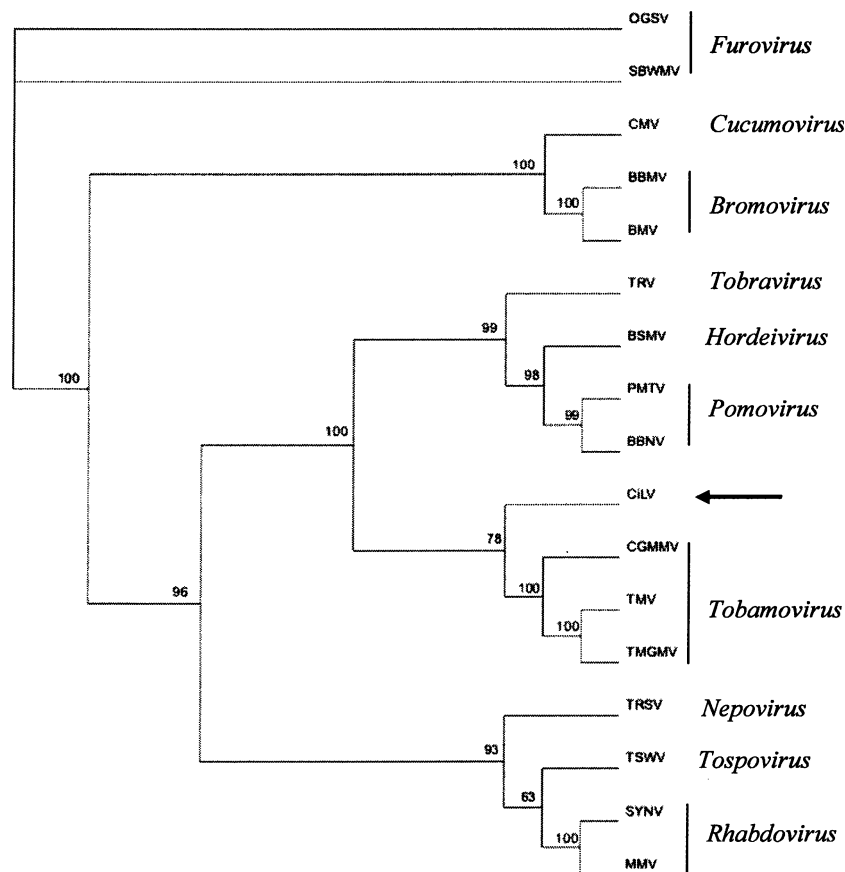 OGSV
Furovirus
SBWMV
CMV Cucumovirus
100
BBMV
100
Bromovirus
BMV
TRV Tobravirus
99
BSMV Hordeivirus
98
PMTV
100
99
Pomovirus
BBNV
100
CiLV
78
CGMMV
100
TMV
96
100
Tobamovirus
TMGMV
TRSV Nepovirus
93
TSWV Tospovirus
63
SYNV
100
Rhabdovirus
MMV